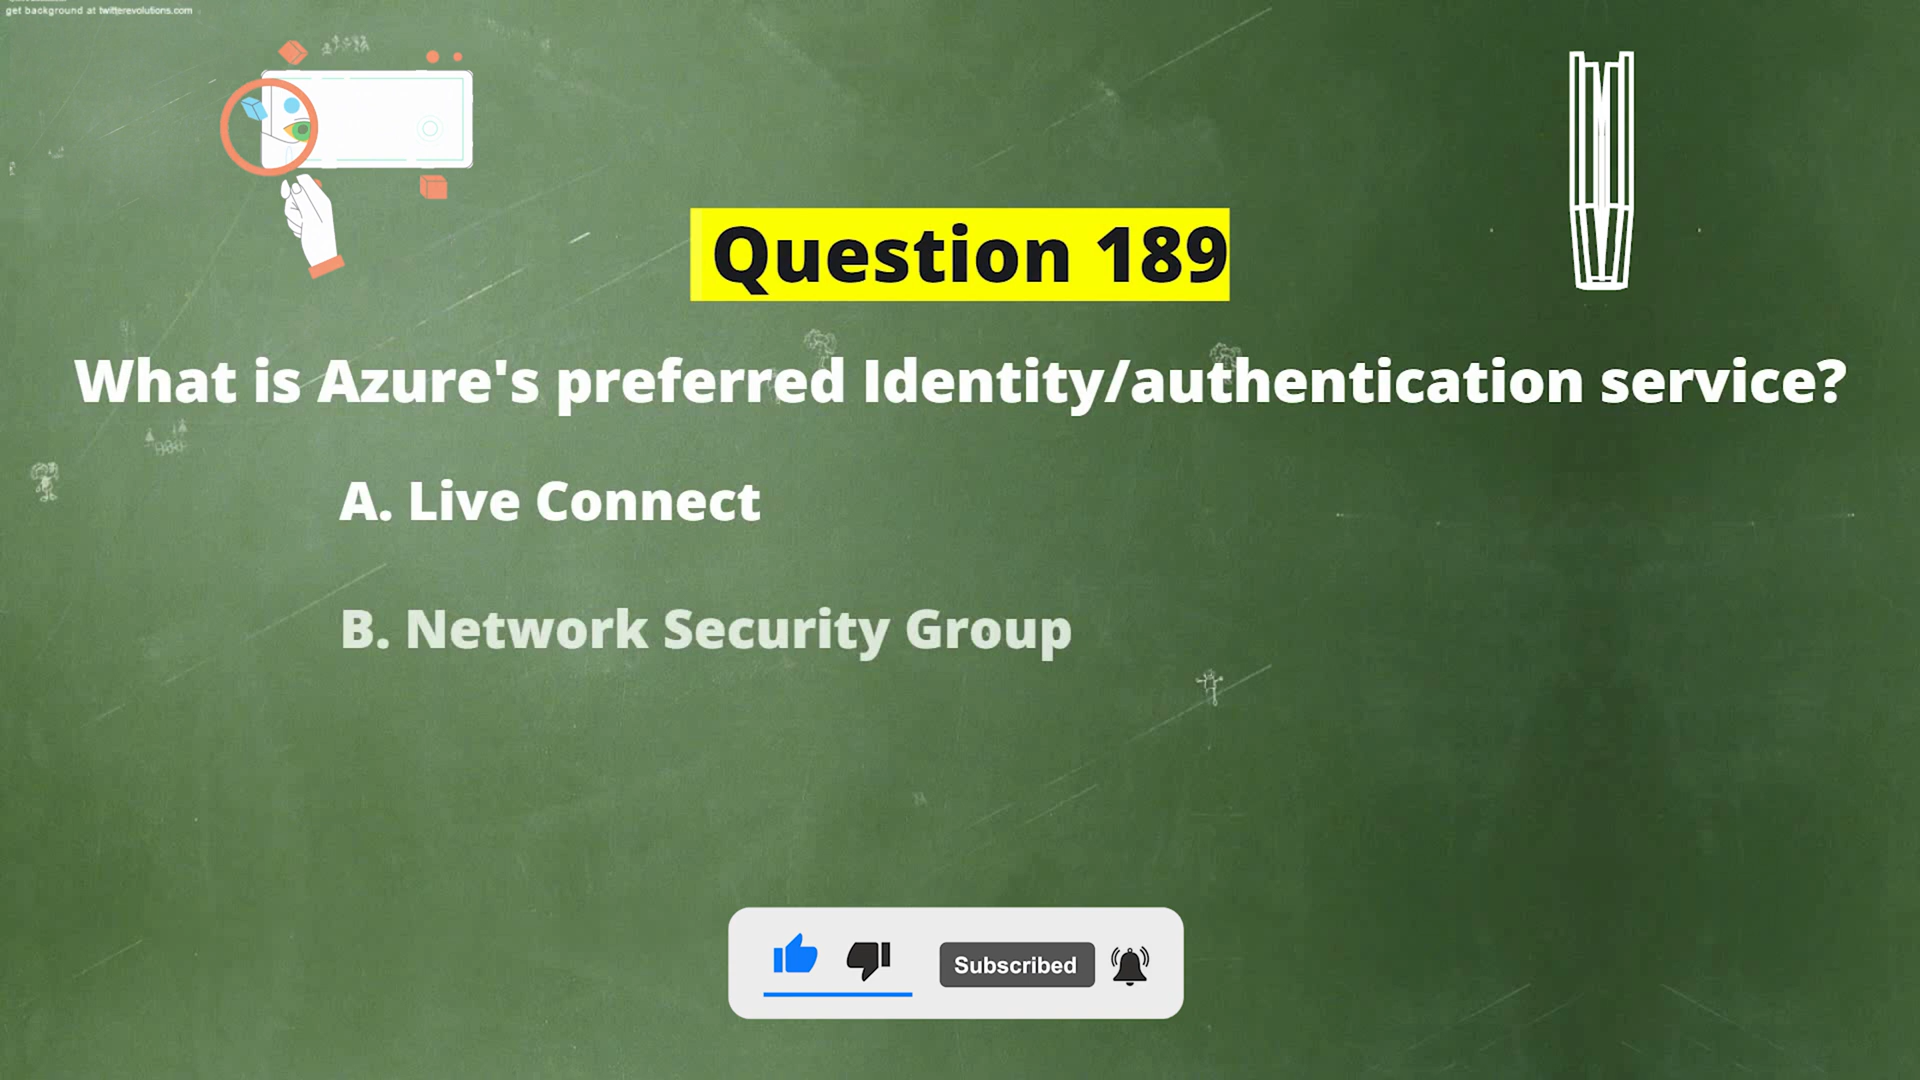 get background at twitterevolutions.com
Question 189
What is Azure's preferred Identity/authentication service?
A. Live Connect
B. Network Security Group
Subscribed